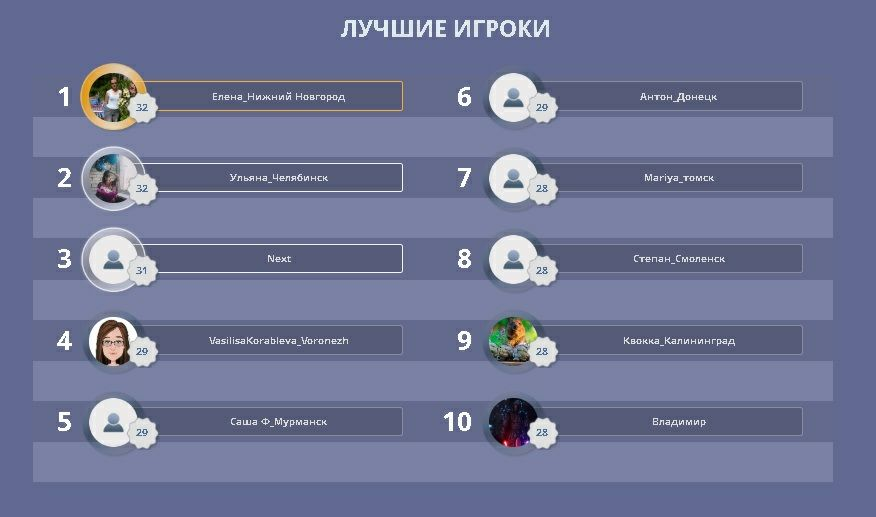 ЛУЧШИЕ ИГРОКИ
1 32 Елена_Нижний Новгород
2 32 Ульяна_Челябинск
3 31 Next
4 29 VasilisaKorableva_Voronezh
5 29 Саша Ф_Мурманск
6 29 Антон_Донецк
7 28 Mariya_томск
8 28 Степан_Смоленск
9 28 Квокка_Калининград
10 28 Владимир